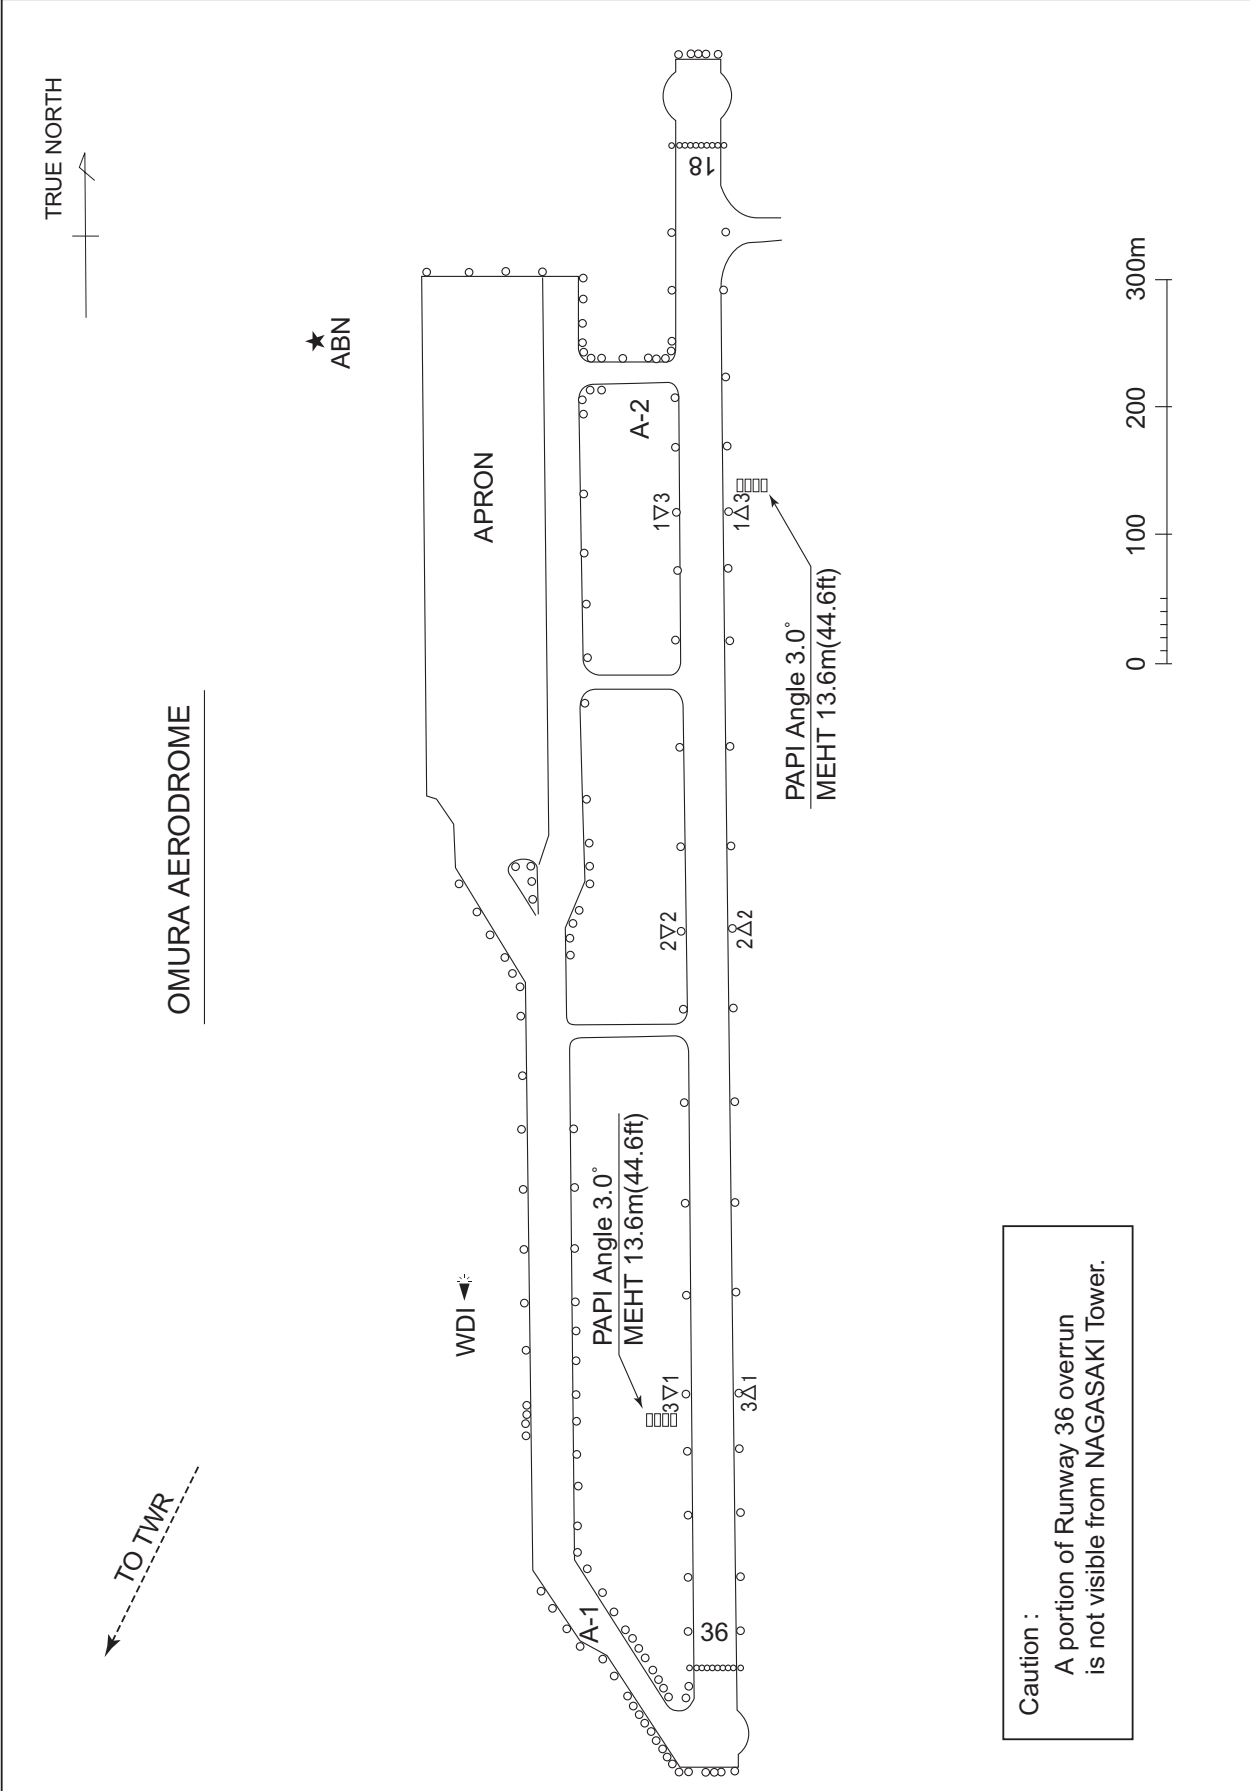 OMURA AERODROME
TRUE NORTH
TO TWR
ABN
WDI
APRON
A-1
A-2
PAPI Angle 3.0°
MEHT 13.6m(44.6ft)
3▽1
2▽2
1▽3
36
18
3△1
2△2
1△3
PAPI Angle 3.0°
MEHT 13.6m(44.6ft)
Caution :
A portion of Runway 36 overrun
is not visible from NAGASAKI Tower.
0 100 200 300m